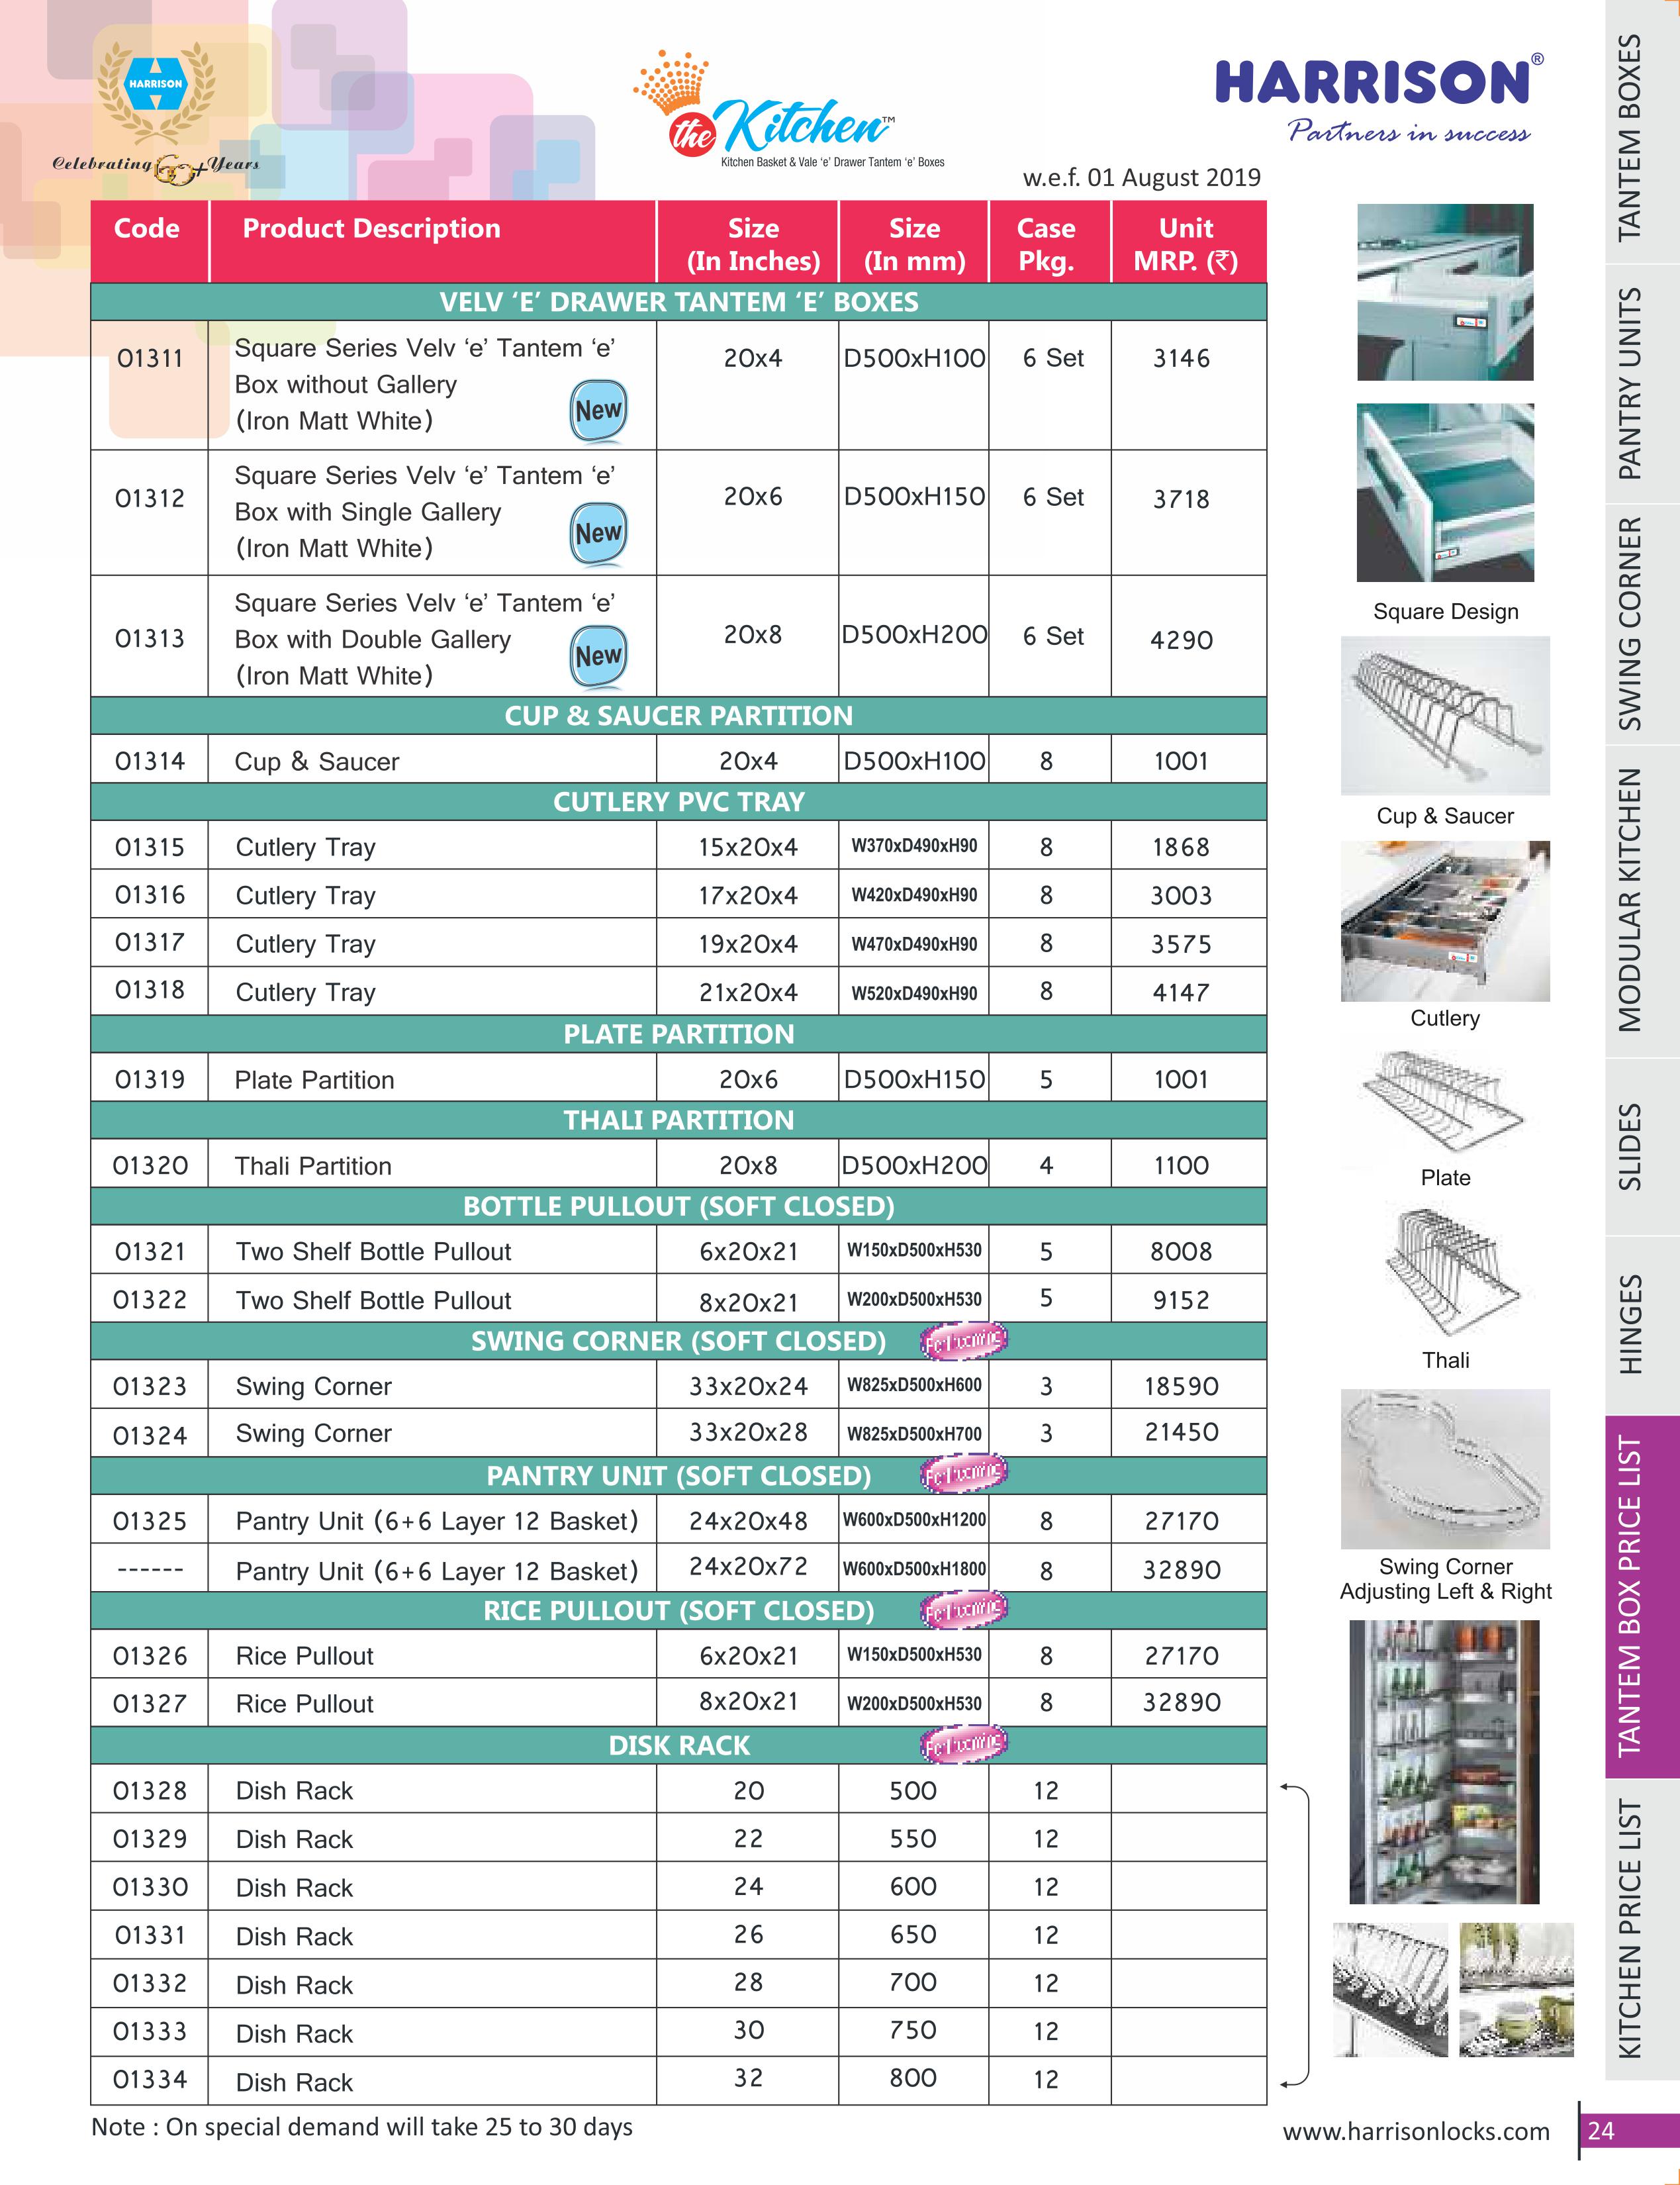 HARRISON
Celebrating 60+ Years
the Kitchen™
Kitchen Basket & Vale ‘e’ Drawer Tantem ‘e’ Boxes
HARRISON®
Partners in success
w.e.f. 01 August 2019
Code Product Description Size (In Inches) Size (In mm) Case Pkg. Unit MRP. (₹)
VELV ‘E’ DRAWER TANTEM ‘E’ BOXES
01311 Square Series Velv ‘e’ Tantem ‘e’ 20x4 D500xH100 6 Set 3146
Box without Gallery
(Iron Matt White) New
01312 Square Series Velv ‘e’ Tantem ‘e’ 20x6 D500xH150 6 Set 3718
Box with Single Gallery
(Iron Matt White) New
01313 Square Series Velv ‘e’ Tantem ‘e’ 20x8 D500xH200 6 Set 4290
Box with Double Gallery
(Iron Matt White) New
CUP & SAUCER PARTITION
01314 Cup & Saucer 20x4 D500xH100 8 1001
CUTLERY PVC TRAY
01315 Cutlery Tray 15x20x4 W370xD490xH90 8 1868
01316 Cutlery Tray 17x20x4 W420xD490xH90 8 3003
01317 Cutlery Tray 19x20x4 W470xD490xH90 8 3575
01318 Cutlery Tray 21x20x4 W520xD490xH90 8 4147
PLATE PARTITION
01319 Plate Partition 20x6 D500xH150 5 1001
THALI PARTITION
01320 Thali Partition 20x8 D500xH200 4 1100
BOTTLE PULLOUT (SOFT CLOSED)
01321 Two Shelf Bottle Pullout 6x20x21 W150xD500xH530 5 8008
01322 Two Shelf Bottle Pullout 8x20x21 W200xD500xH530 5 9152
SWING CORNER (SOFT CLOSED)
01323 Swing Corner 33x20x24 W825xD500xH600 3 18590
01324 Swing Corner 33x20x28 W825xD500xH700 3 21450
PANTRY UNIT (SOFT CLOSED)
01325 Pantry Unit (6+6 Layer 12 Basket) 24x20x48 W600xD500xH1200 8 27170
------ Pantry Unit (6+6 Layer 12 Basket) 24x20x72 W600xD500xH1800 8 32890
RICE PULLOUT (SOFT CLOSED)
01326 Rice Pullout 6x20x21 W150xD500xH530 8 27170
01327 Rice Pullout 8x20x21 W200xD500xH530 8 32890
DISK RACK
01328 Dish Rack 20 500 12
01329 Dish Rack 22 550 12
01330 Dish Rack 24 600 12
01331 Dish Rack 26 650 12
01332 Dish Rack 28 700 12
01333 Dish Rack 30 750 12
01334 Dish Rack 32 800 12
Note : On special demand will take 25 to 30 days
Square Design
Cup & Saucer
Cutlery
Plate
Thali
Swing Corner
Adjusting Left & Right
www.harrisonlocks.com
24
TANTEM BOXES
PANTRY UNITS
SWING CORNER
MODULAR KITCHEN
SLIDES
HINGES
TANTEM BOX PRICE LIST
KITCHEN PRICE LIST